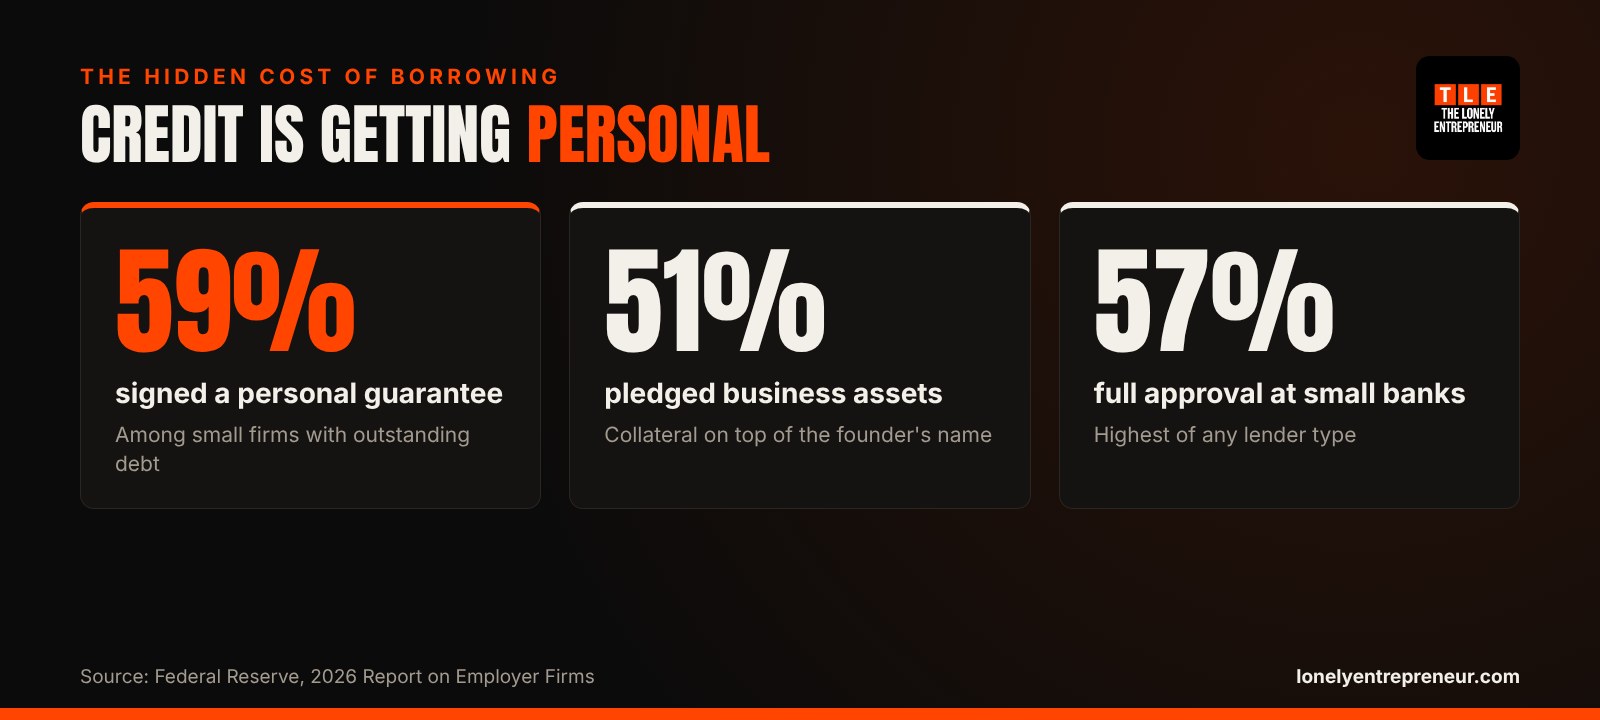 THE HIDDEN COST OF BORROWING
CREDIT IS GETTING PERSONAL
TLE
THE LONELY
ENTREPRENEUR
59%
signed a personal guarantee
Among small firms with outstanding
debt
51%
pledged business assets
Collateral on top of the founder's name
57%
full approval at small banks
Highest of any lender type
Source: Federal Reserve, 2026 Report on Employer Firms
lonelyentrepreneur.com